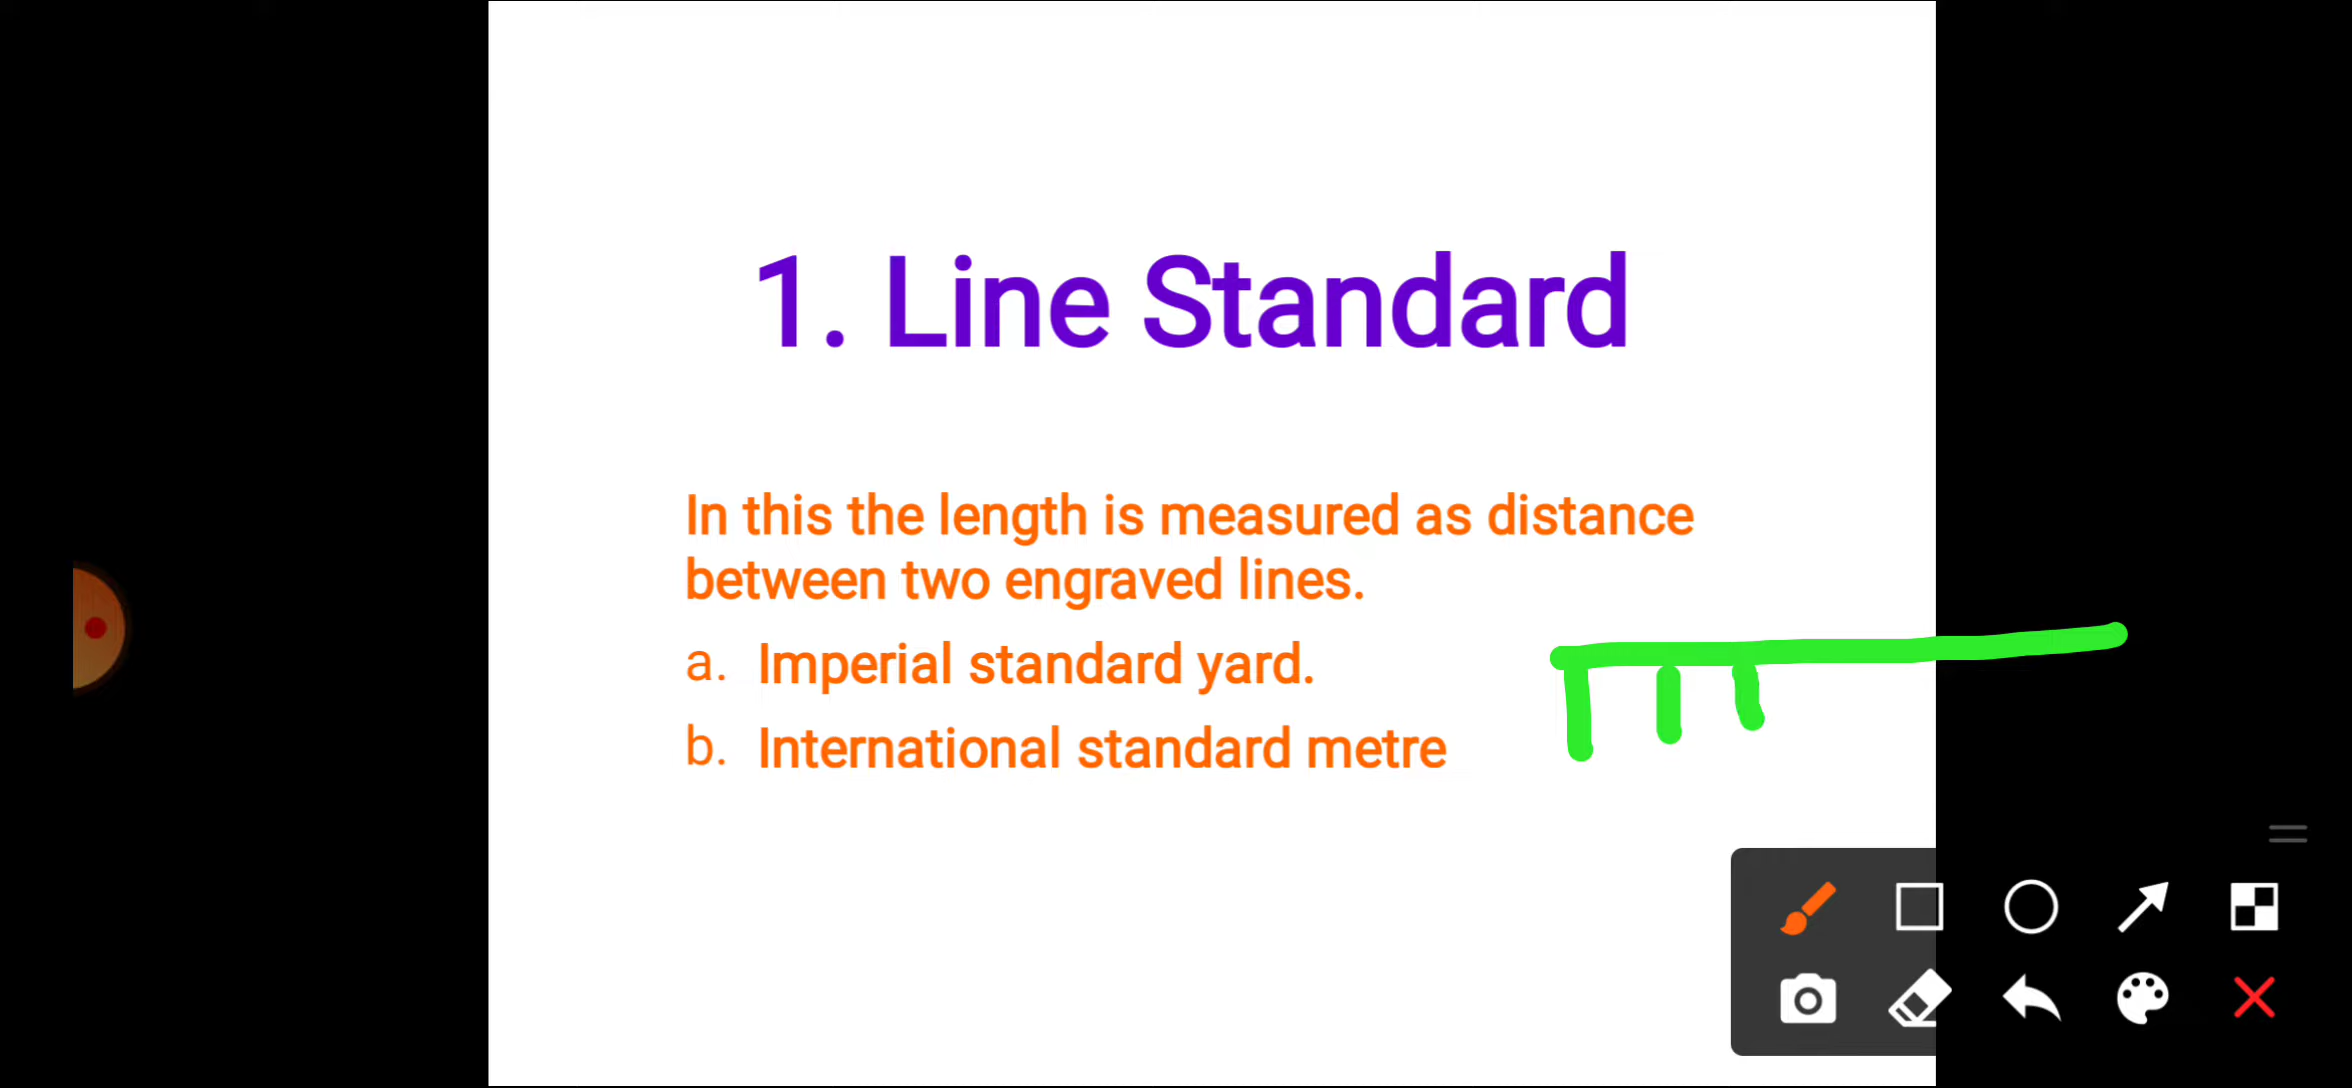 1. Line Standard
In this the length is measured as distance
between two engraved lines.
a. Imperial standard yard.
b. International standard metre